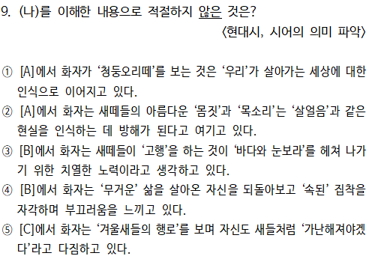 9. (나)를 이해한 내용으로 적절하지 않은 것은?
<현대시, 시어의 의미 파악>
① [A]에서 화자가 ‘청둥오리떼’를 보는 것은 ‘우리’가 살아가는 세상에 대한
인식으로 이어지고 있다.
② [A]에서 화자는 새떼들의 아름다운 ‘몸짓’과 ‘목소리’는 ‘살얼음’과 같은
현실을 인식하는 데 방해가 된다고 여기고 있다.
③ [B]에서 화자는 새떼들이 ‘고행’을 하는 것이 ‘바다와 눈보라’를 헤쳐 나가
기 위한 치열한 노력이라고 생각하고 있다.
④ [B]에서 화자는 ‘무거운’ 삶을 살아온 자신을 되돌아보고 ‘속된’ 집착을
자각하며 부끄러움을 느끼고 있다.
⑤ [C]에서 화자는 ‘겨울새들의 행로’를 보며 자신도 새들처럼 ‘가난해져야겠
다’라고 다짐하고 있다.